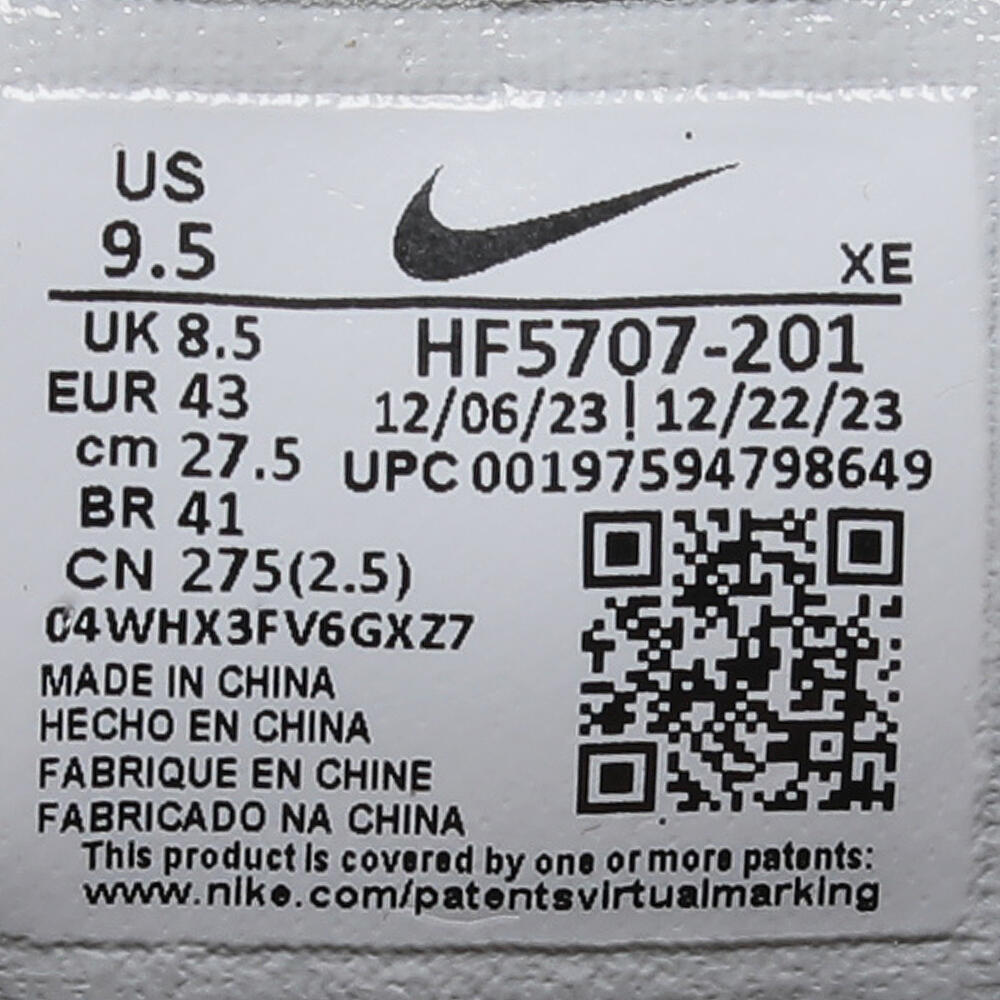 US
9.5
XE
UK 8.5
EUR 43
cm 27.5
BR 41
CN 275(2.5)
HF5707-201
12/06/23 | 12/22/23
UPC 00197594798649
04WHX3FV6GXZ7
MADE IN CHINA
HECHO EN CHINA
FABRIQUE EN CHINE
FABRICADO NA CHINA
This product is covered by one or more patents:
www.nike.com/patentsvirtualmarking